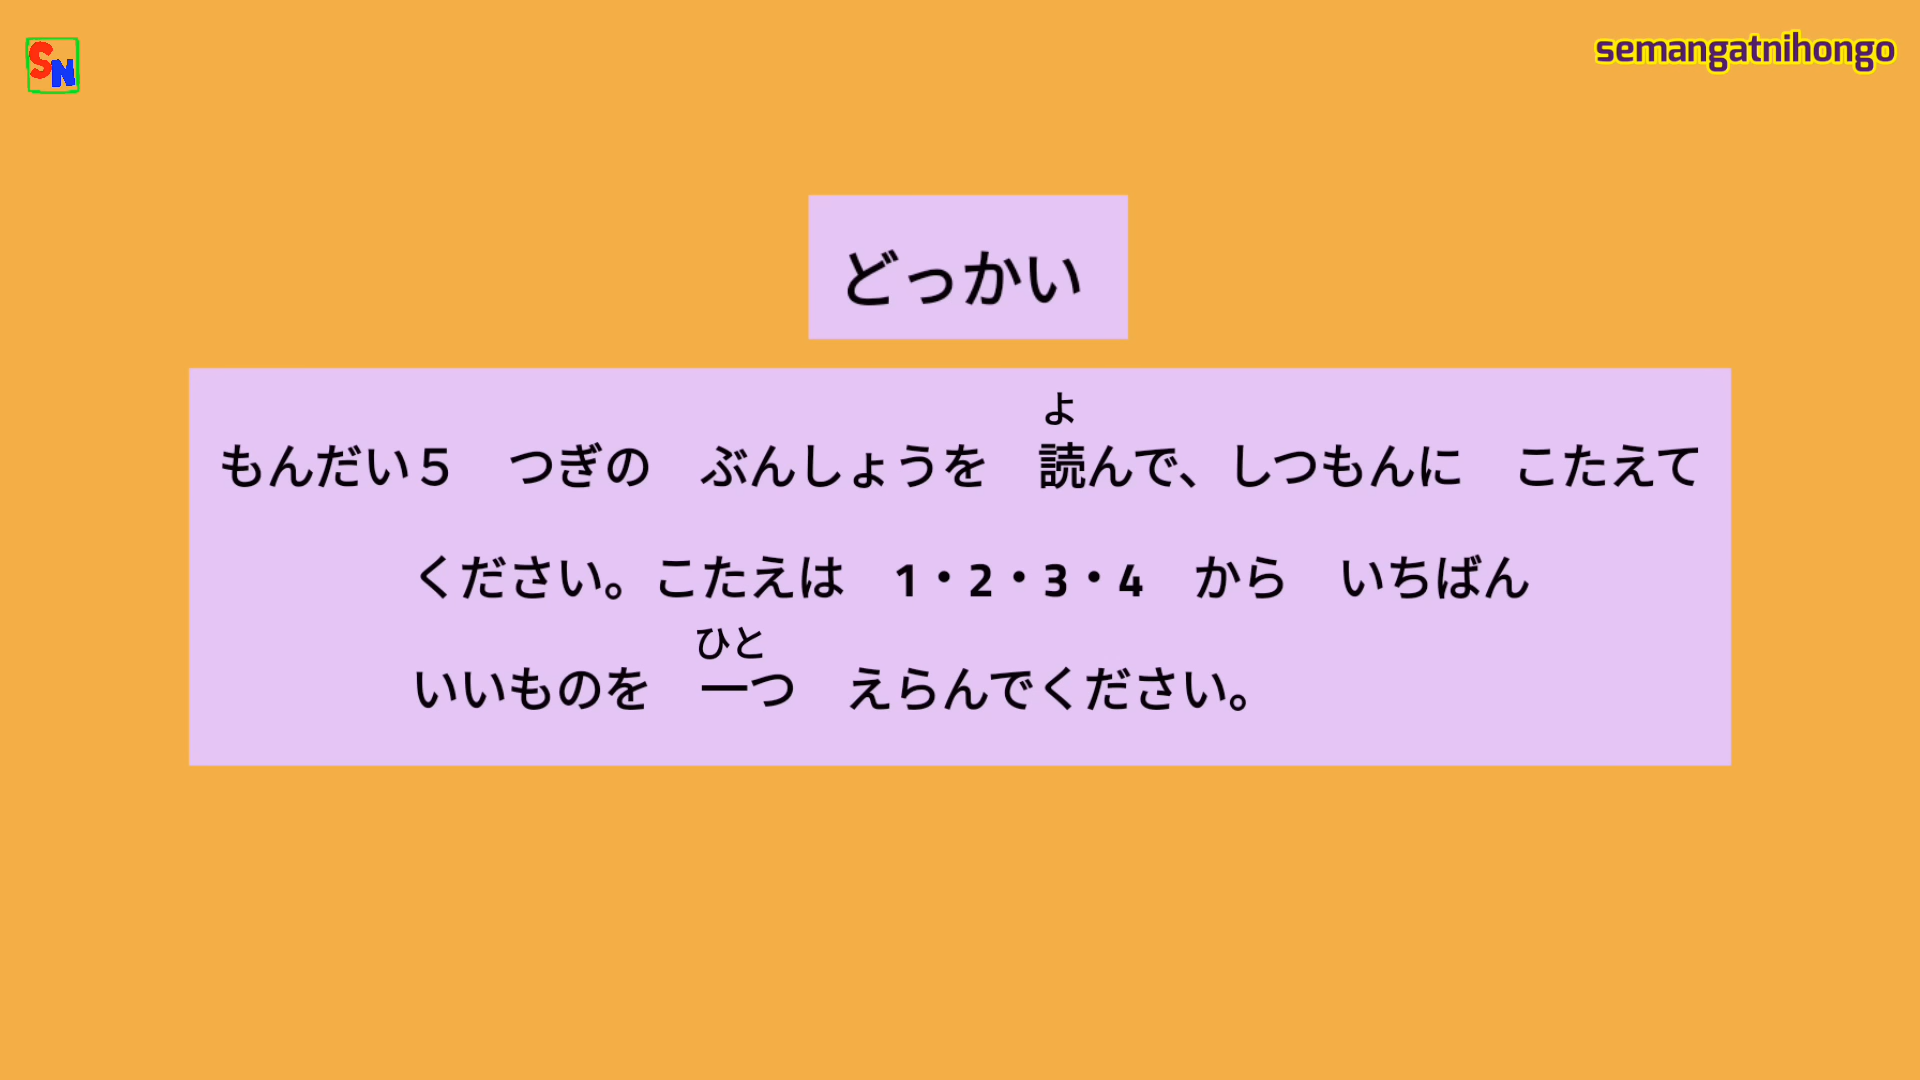 SN
semangatnihongo
どっかい
よ
もんだい５　つぎの　ぶんしょうを　読んで、しつもんに　こたえて
ください。こたえは　1・2・3・4　から　いちばん
ひと
いいものを　一つ　えらんでください。